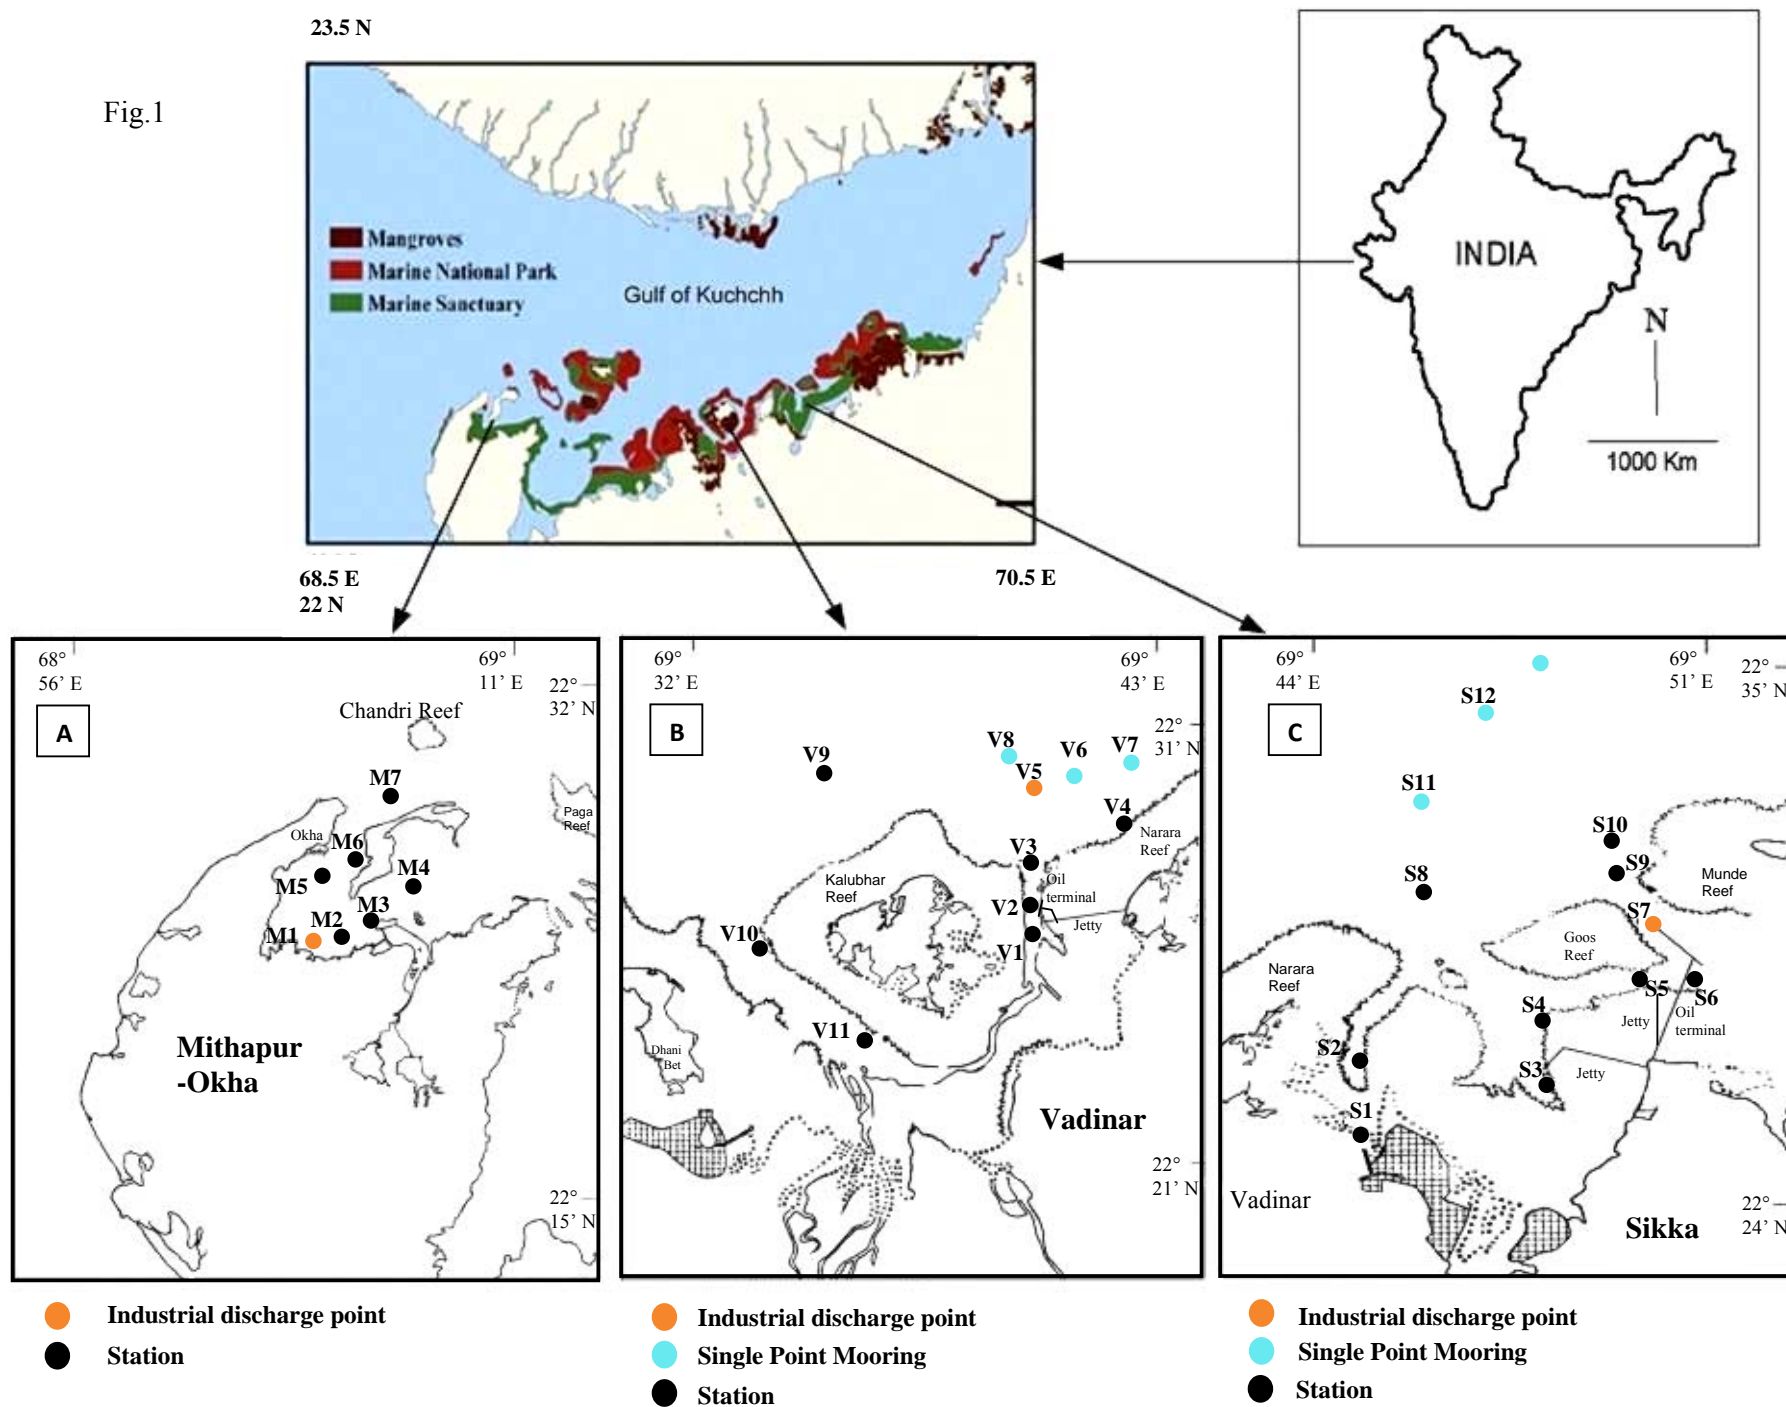 23.5 N
Fig.1
Mangroves
Marine National Park
Marine Sanctuary
Gulf of Kuchchh
INDIA
N
1000 Km
68.5 E
22 N
70.5 E
68°
56’ E
69°
11’ E
22°
32’ N
A
Chandri Reef
M7
Paga
Reef
Okha
M6
M5
M4
M3
M2
M1
Mithapur
-Okha
22°
15’ N
69°
32’ E
69°
43’ E
22°
31’ N
B
V9
V8
V6
V7
V5
V4
Narara
Reef
V3
Kalubhar
Reef
Oil
terminal
V2
Jetty
V1
V10
V11
Dhani
Bet
Vadinar
22°
21’ N
69°
44’ E
69°
51’ E
22°
35’ N
C
S12
S11
S10
S9
S8
Munde
Reef
S7
Goos
Reef
Narara
Reef
S5
S6
S4
Jetty
Oil
terminal
S2
S3
Jetty
S1
Vadinar
Sikka
22°
24’ N
Industrial discharge point
Station
Industrial discharge point
Single Point Mooring
Station
Industrial discharge point
Single Point Mooring
Station